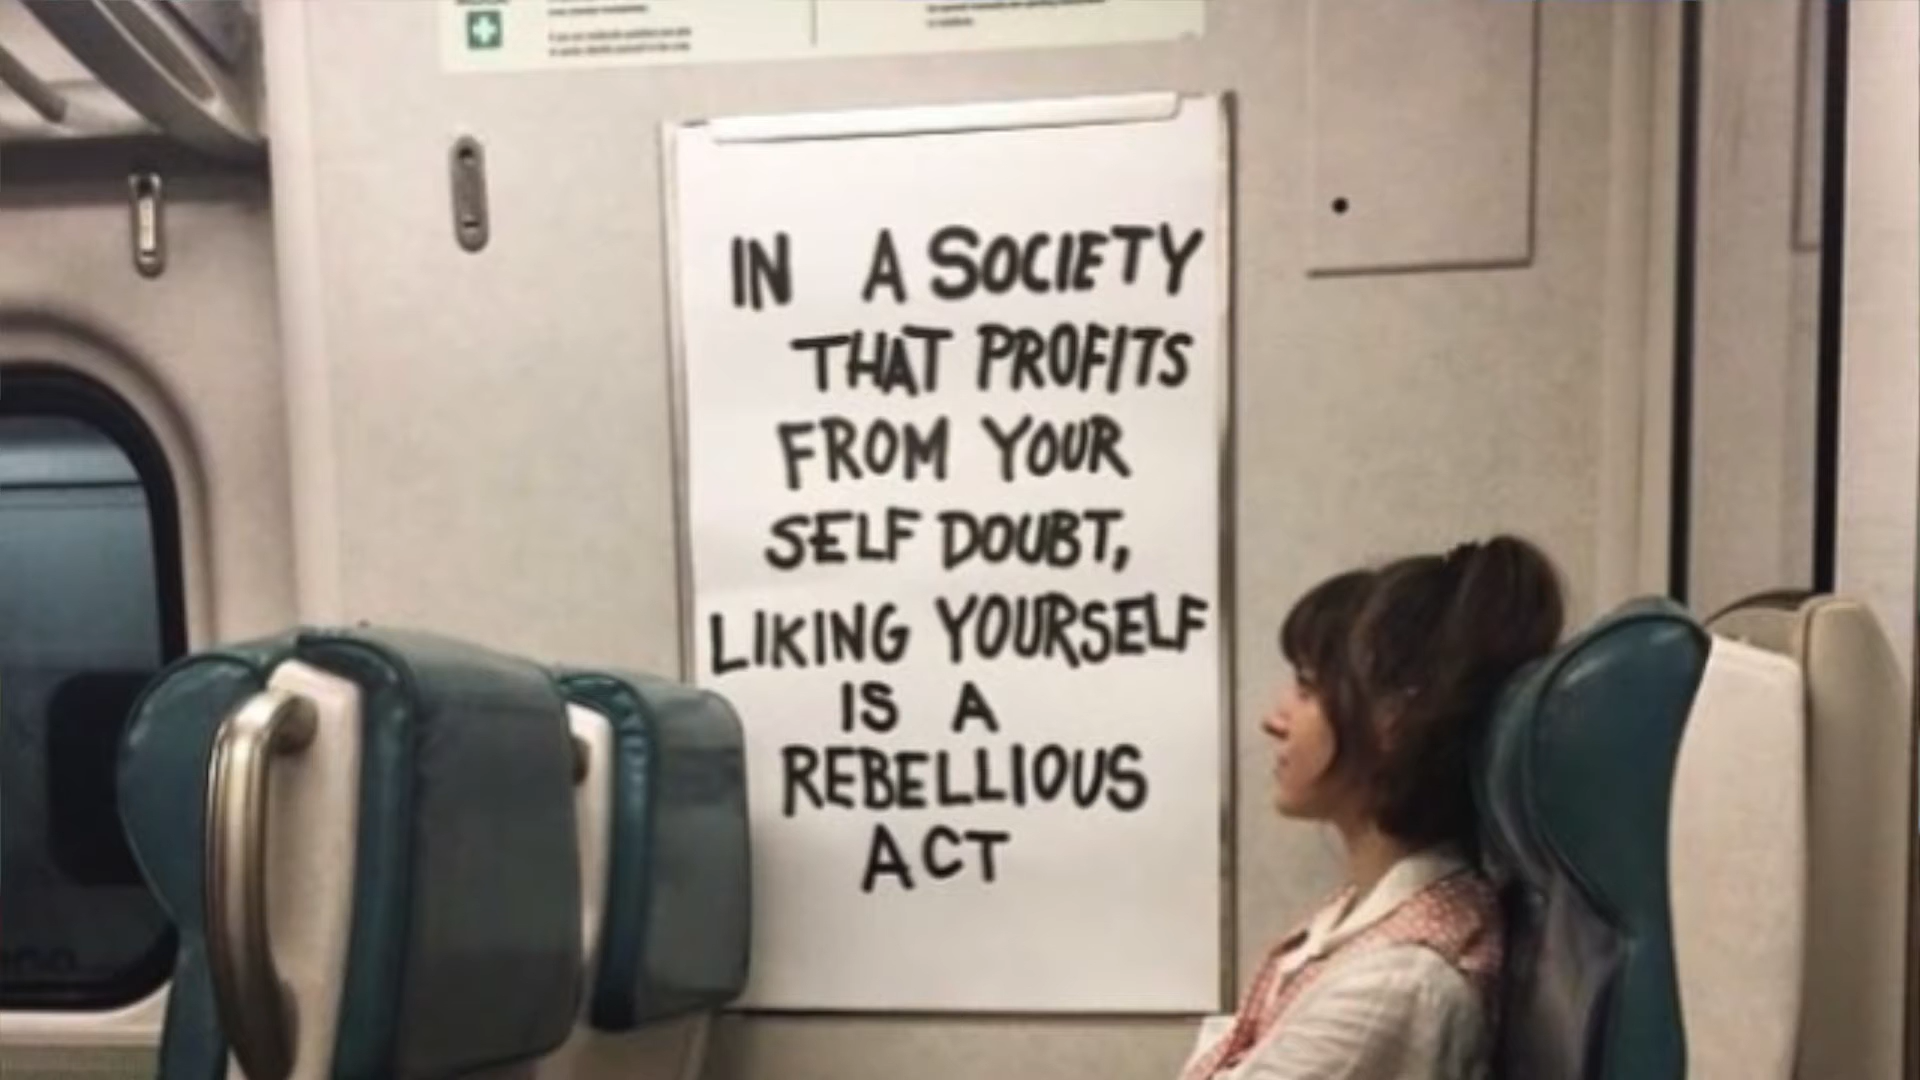 IN A SOCIETY
THAT PROFITS
FROM YOUR
SELF DOUBT,
LIKING YOURSELF
IS A
REBELLIOUS
ACT